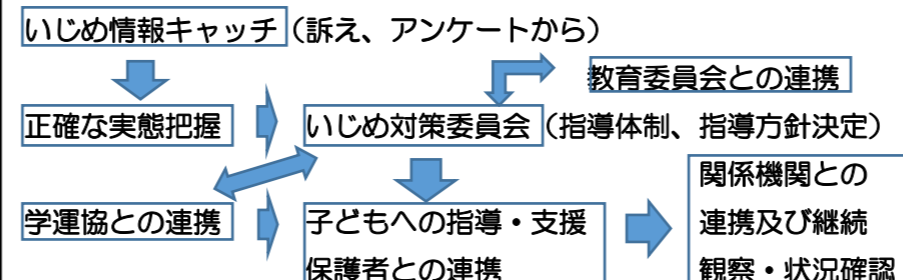 いじめ情報キャッチ（訴え、アンケートから）
教育委員会との連携
正確な実態把握
いじめ対策委員会（指導体制、指導方針決定）
学運協との連携
子どもへの指導・支援
保護者との連携
関係機関との
連携及び継続
観察・状況確認